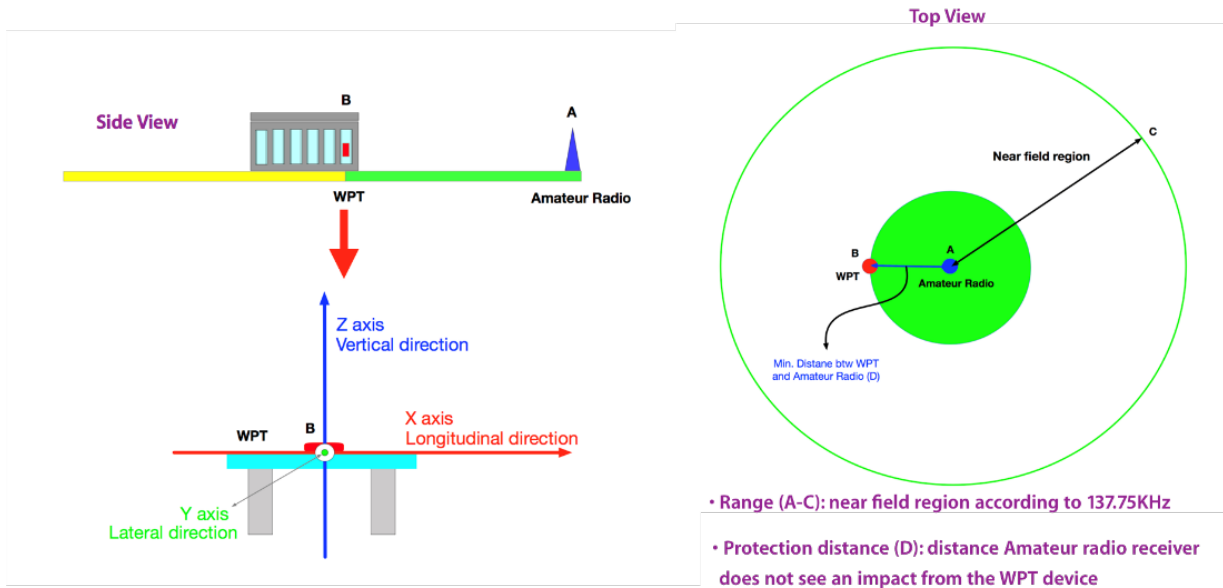 Side View
B
A
WPT
Amateur Radio
Z axis
Vertical direction
WPT
B
X axis
Longitudinal direction
Y axis
Lateral direction
Top View
C
Near field region
B
A
WPT
Amateur Radio
Min. Distane btw WPT
and Amateur Radio (D)
• Range (A-C): near field region according to 137.75KHz
• Protection distance (D): distance Amateur radio receiver
does not see an impact from the WPT device